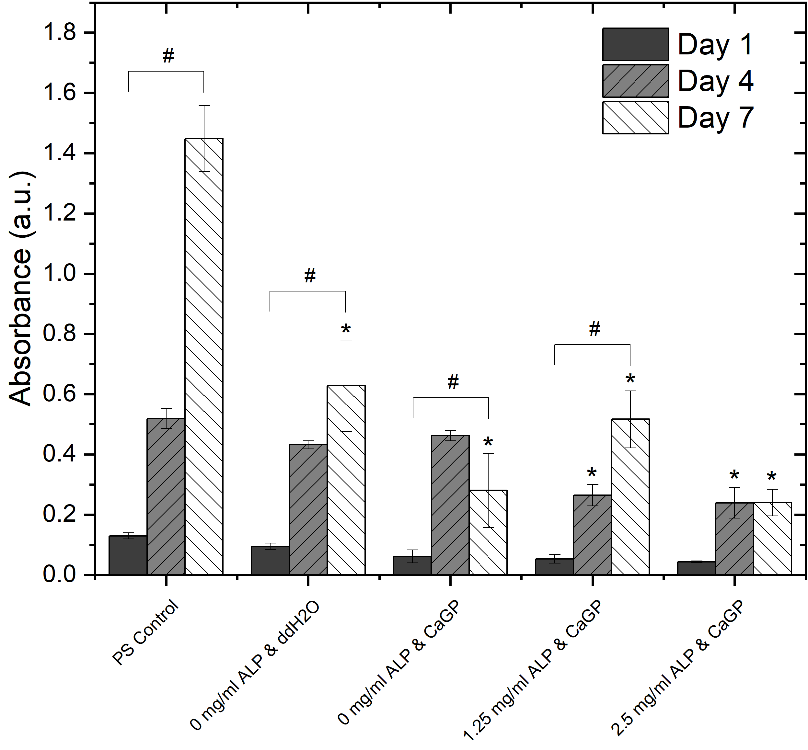 1.8
1.6
1.4
1.2
1.0
0.8
0.6
0.4
0.2
0.0
Absorbance (a.u.)
Day 1
Day 4
Day 7
#
#
*
#
*
#
*
*
*
*
PS Control
0 mg/ml ALP & ddH2O
0 mg/ml ALP & CaGP
1.25 mg/ml ALP & CaGP
2.5 mg/ml ALP & CaGP